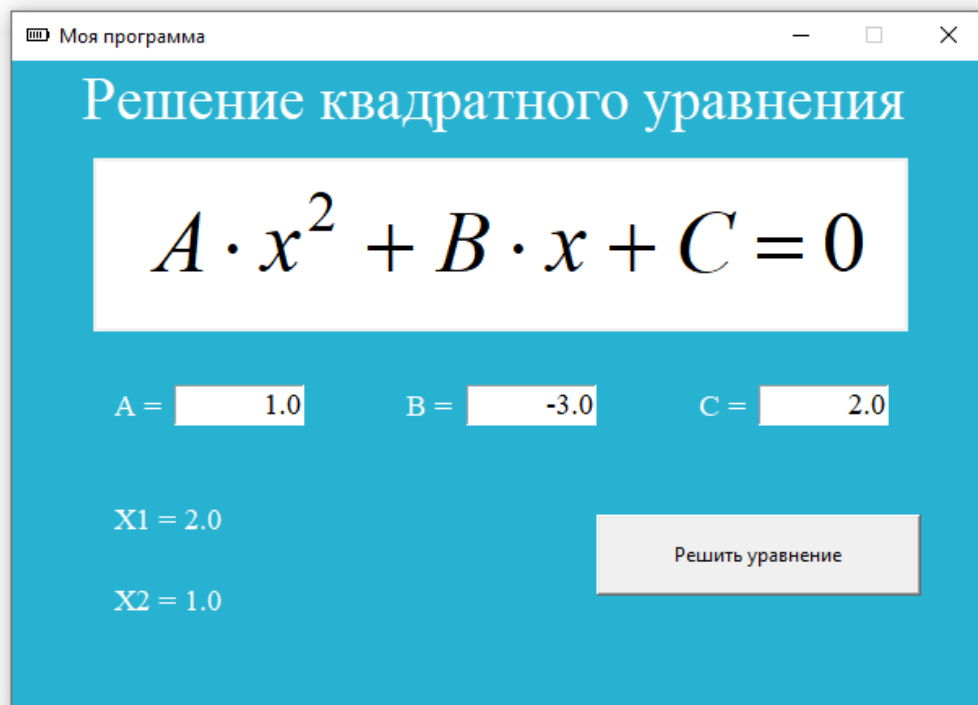 Моя программа
Решение квадратного уравнения
A · x² + B · x + C = 0
A = 1.0 B = -3.0 C = 2.0
X1 = 2.0
Решить уравнение
X2 = 1.0